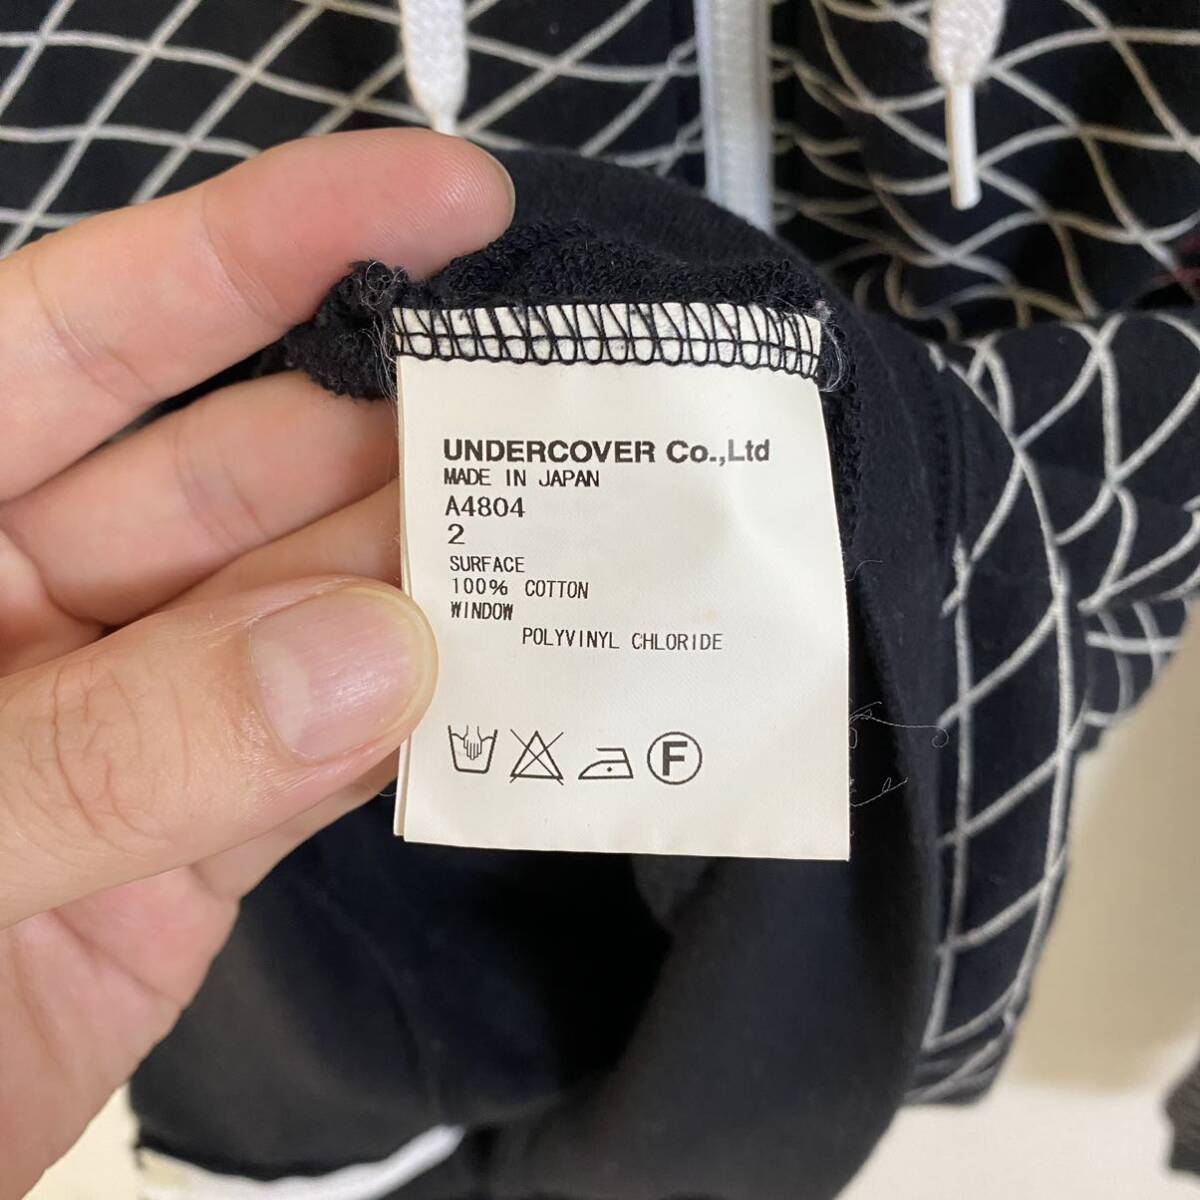 UNDERCOVER Co.,Ltd
MADE IN JAPAN
A4804
2
SURFACE
100% COTTON
WINDOW
POLYVINYL CHLORIDE
F